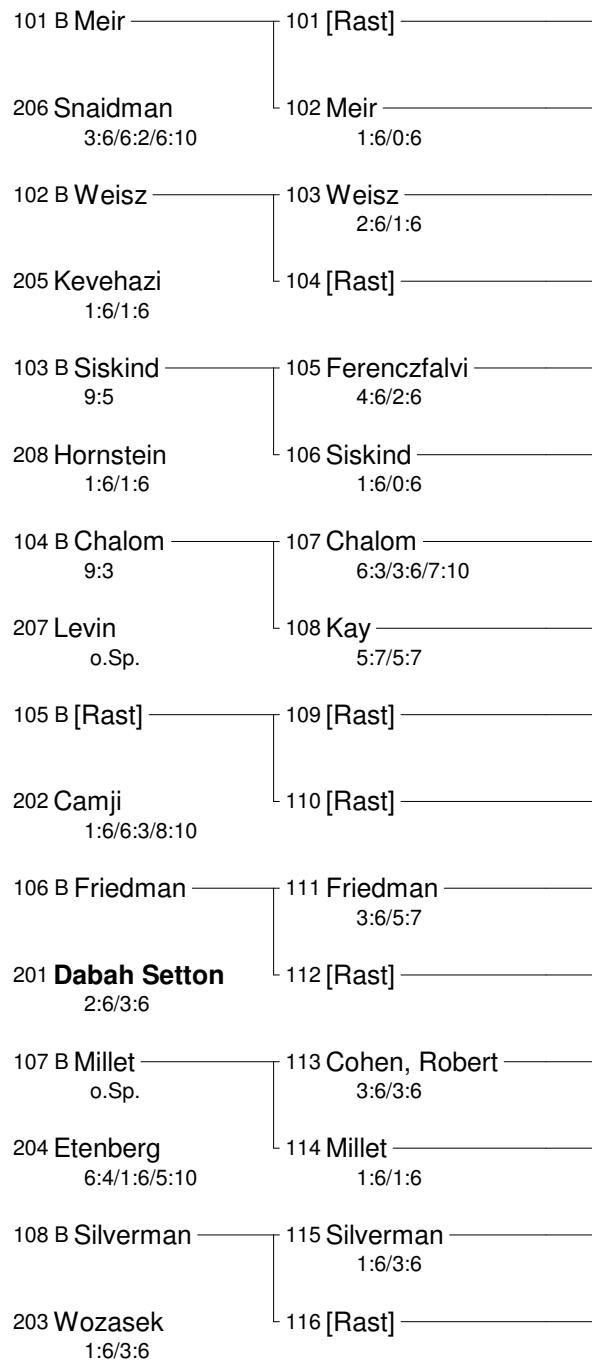 101 B Meir 101 [Rast]
206 Snaidman 102 Meir
3:6/6:2/6:10 1:6/0:6
102 B Weisz 103 Weisz
2:6/1:6
205 Kevehazi 104 [Rast]
1:6/1:6
103 B Siskind 105 Ferenczfalvi
9:5 4:6/2:6
208 Hornstein 106 Siskind
1:6/1:6 1:6/0:6
104 B Chalom 107 Chalom
9:3 6:3/3:6/7:10
207 Levin 108 Kay
o.Sp. 5:7/5:7
105 B [Rast] 109 [Rast]
202 Camji 110 [Rast]
1:6/6:3/8:10
106 B Friedman 111 Friedman
3:6/5:7
201 Dabah Setton 112 [Rast]
2:6/3:6
107 B Millet 113 Cohen, Robert
o.Sp. 3:6/3:6
204 Etenberg 114 Millet
6:4/1:6/5:10 1:6/1:6
108 B Silverman 115 Silverman
1:6/3:6
203 Wozasek 116 [Rast]
1:6/3:6